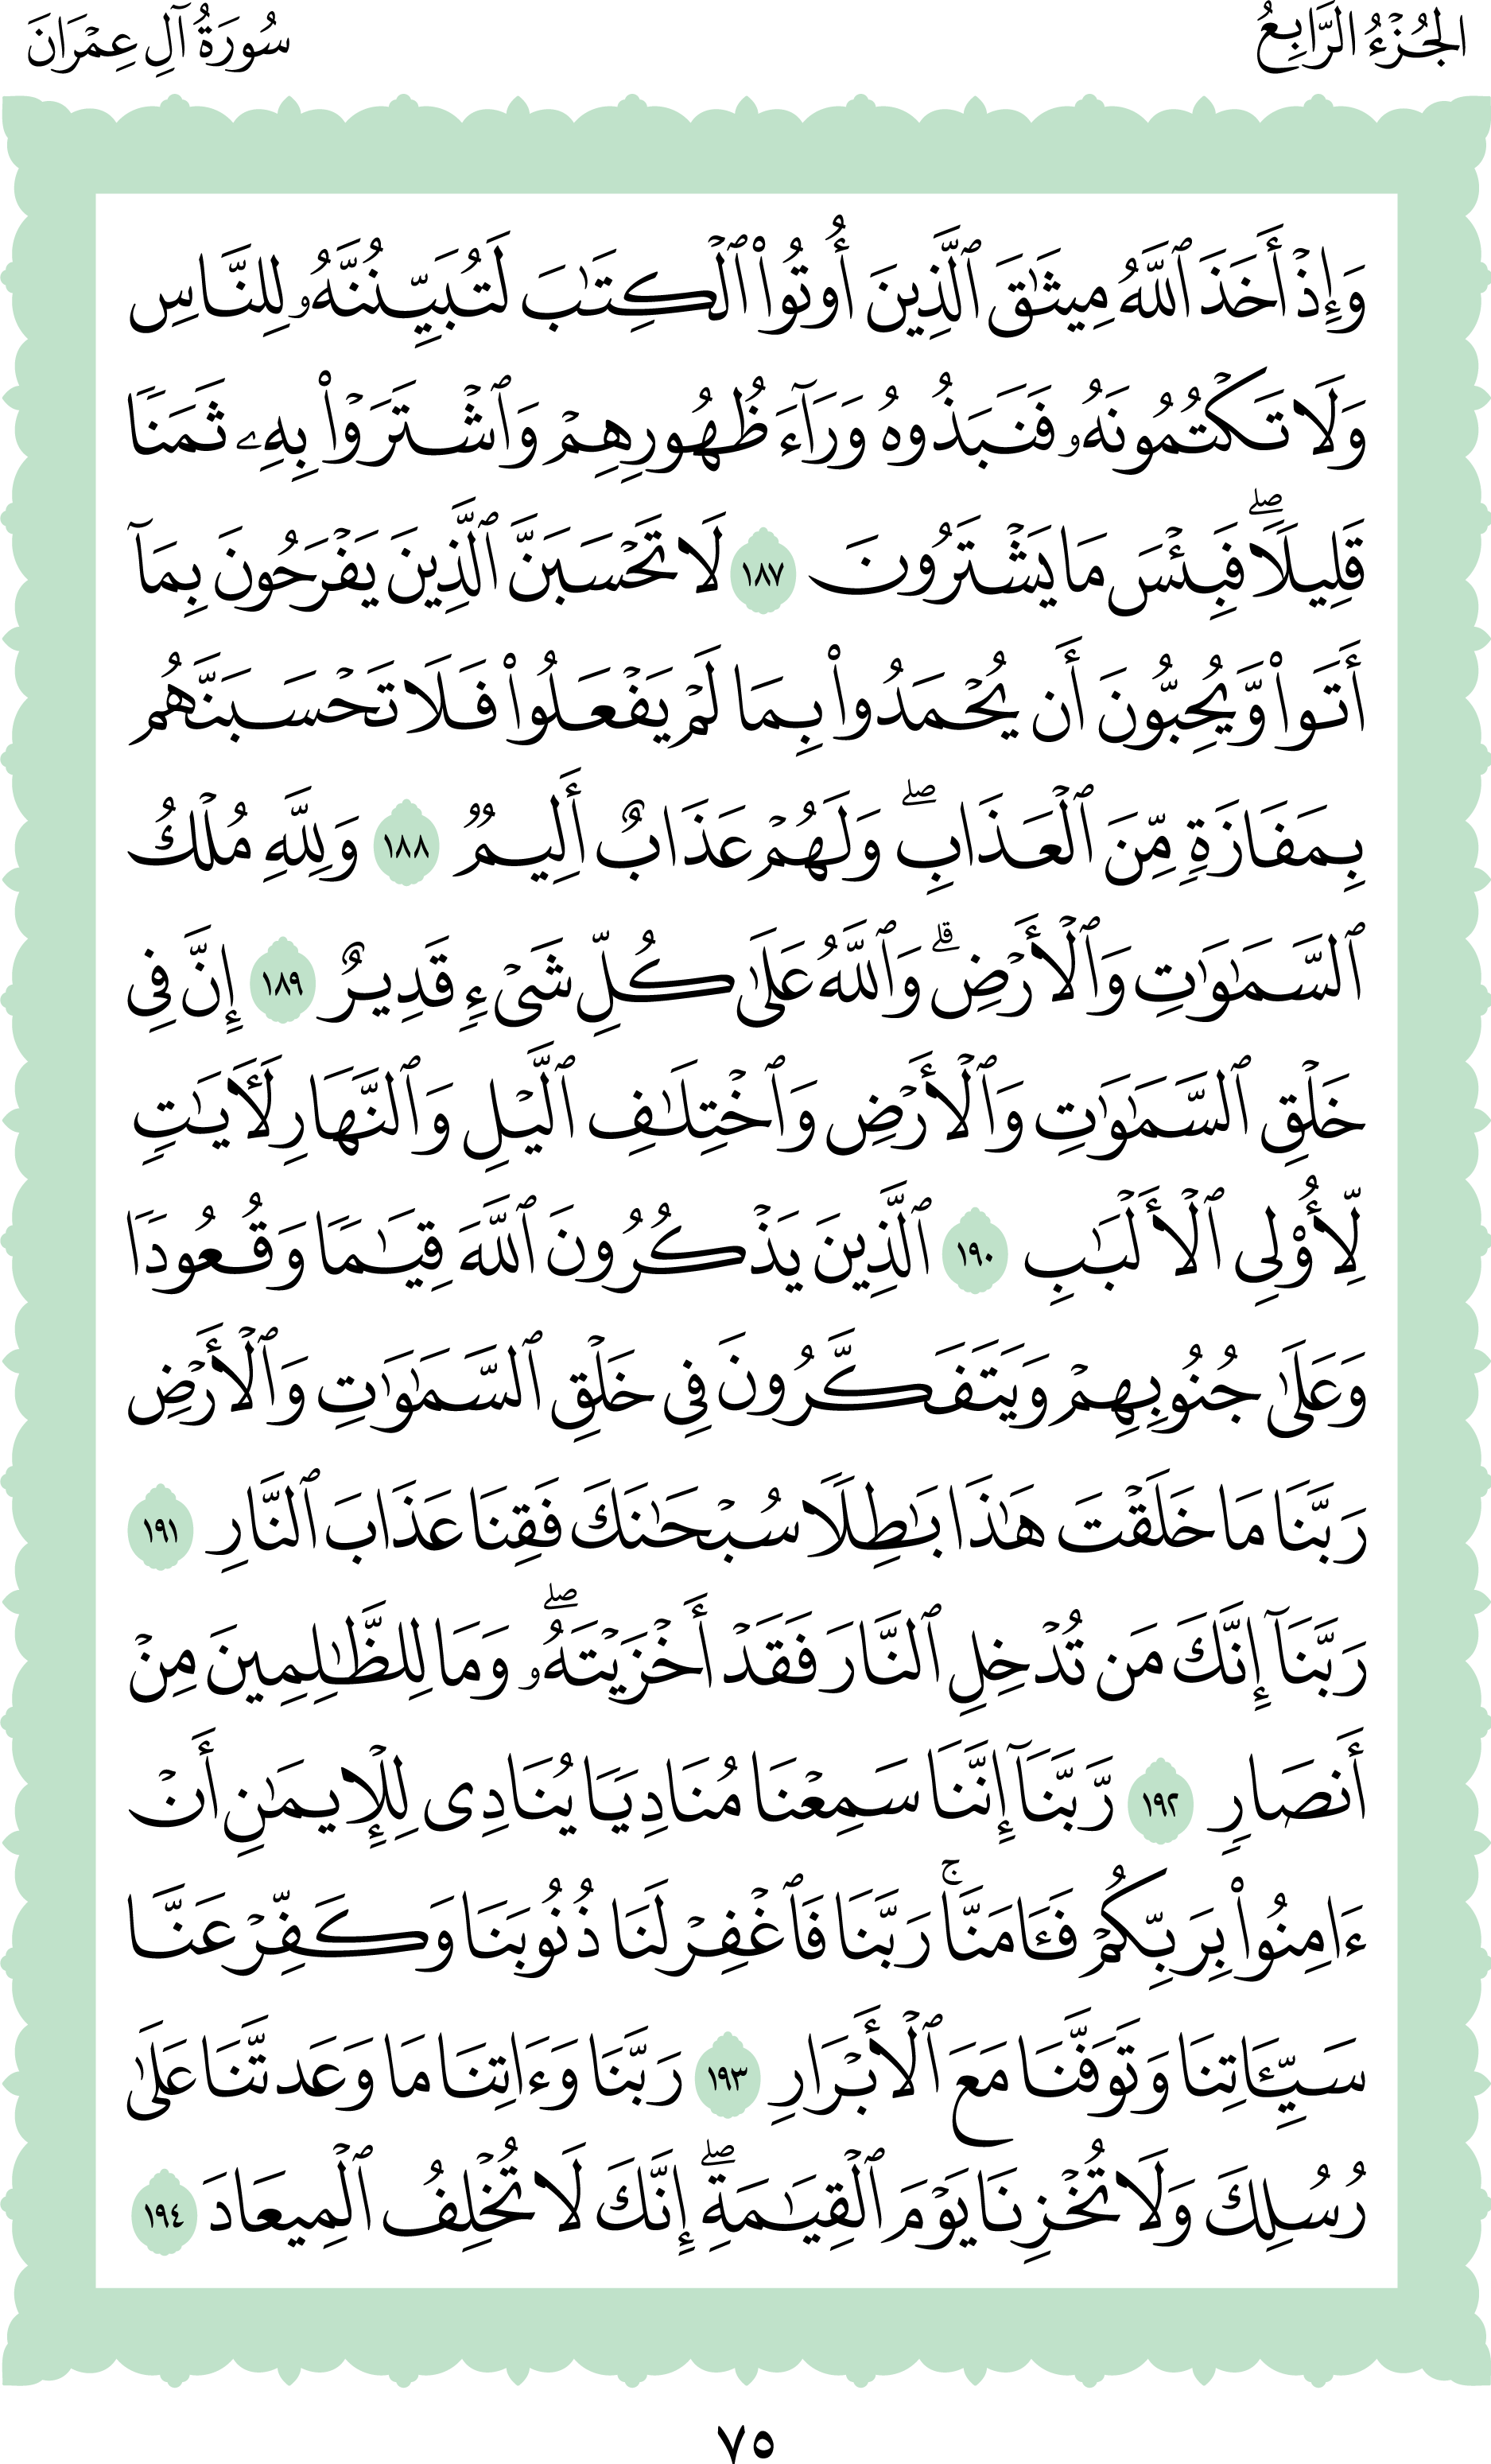 الجُزْءُ الرَّابِعُ
سُورَةُ آلِ عِمْرَانَ
وَإِذْ أَخَذَ ٱللَّهُ مِيثَٰقَ ٱلَّذِينَ أُوتُوا۟ ٱلْكِتَٰبَ لَتُبَيِّنُنَّهُۥ لِلنَّاسِ
وَلَا تَكْتُمُونَهُۥ فَنَبَذُوهُ وَرَآءَ ظُهُورِهِمْ وَٱشْتَرَوْا۟ بِهِۦ ثَمَنًا
قَلِيلًا ۖ فَبِئْسَ مَا يَشْتَرُونَ ١٨٧ لَا تَحْسَبَنَّ ٱلَّذِينَ يَفْرَحُونَ بِمَآ
أَتَوا۟ وَّيُحِبُّونَ أَن يُحْمَدُوا۟ بِمَا لَمْ يَفْعَلُوا۟ فَلَا تَحْسَبَنَّهُم
بِمَفَازَةٍ مِّنَ ٱلْعَذَابِ ۖ وَلَهُمْ عَذَابٌ أَلِيمٌ ١٨٨ وَلِلَّهِ مُلْكُ
ٱلسَّمَٰوَٰتِ وَٱلْأَرْضِ ۗ وَٱللَّهُ عَلَىٰ كُلِّ شَىْءٍ قَدِيرٌ ١٨٩ إِنَّ فِى
خَلْقِ ٱلسَّمَٰوَٰتِ وَٱلْأَرْضِ وَٱخْتِلَٰفِ ٱلَّيْلِ وَٱلنَّهَارِ لَءَايَٰتٍ
لِّأُو۟لِى ٱلْأَلْبَٰبِ ١٩٠ ٱلَّذِينَ يَذْكُرُونَ ٱللَّهَ قِيَٰمًا وَقُعُودًا
وَعَلَىٰ جُنُوبِهِمْ وَيَتَفَكَّرُونَ فِى خَلْقِ ٱلسَّمَٰوَٰتِ وَٱلْأَرْضِ
رَبَّنَا مَا خَلَقْتَ هَٰذَا بَٰطِلًا سُبْحَٰنَكَ فَقِنَا عَذَابَ ٱلنَّارِ ١٩١
رَبَّنَآ إِنَّكَ مَن تُدْخِلِ ٱلنَّارَ فَقَدْ أَخْزَيْتَهُۥ ۖ وَمَا لِلظَّٰلِمِينَ مِنْ
أَنصَارٍ ١٩٢ رَّبَّنَآ إِنَّنَا سَمِعْنَا مُنَادِيًا يُنَادِى لِلْإِيمَٰنِ أَنْ
ءَامِنُوا۟ بِرَبِّكُمْ فَـَٔامَنَّا ۚ رَبَّنَا فَٱغْفِرْ لَنَا ذُنُوبَنَا وَكَفِّرْ عَنَّا
سَيِّـَٔاتِنَا وَتَوَفَّنَا مَعَ ٱلْأَبْرَارِ ١٩٣ رَبَّنَا وَءَاتِنَا مَا وَعَدتَّنَا عَلَىٰ
رُسُلِكَ وَلَا تُخْزِنَا يَوْمَ ٱلْقِيَٰمَةِ ۖ إِنَّكَ لَا تُخْلِفُ ٱلْمِيعَادَ ١٩٤
٧٥